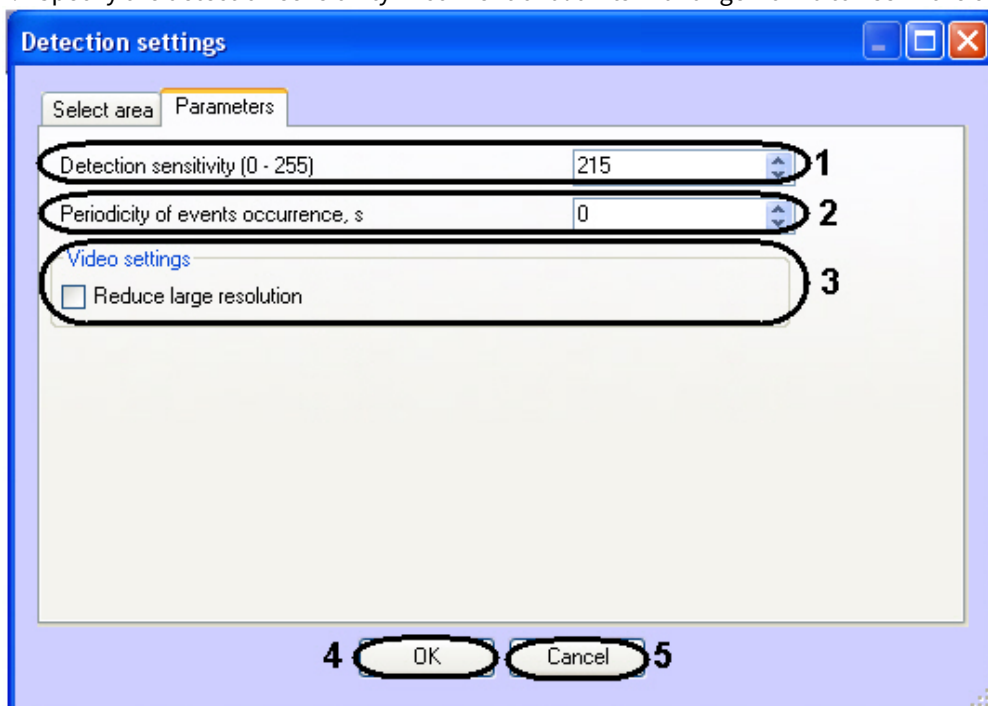 Detection settings
Select area Parameters
Detection sensitivity (0 - 255) 215 1
Periodicity of events occurrence, s 0 2
Video settings
Reduce large resolution 3
4 OK Cancel 5